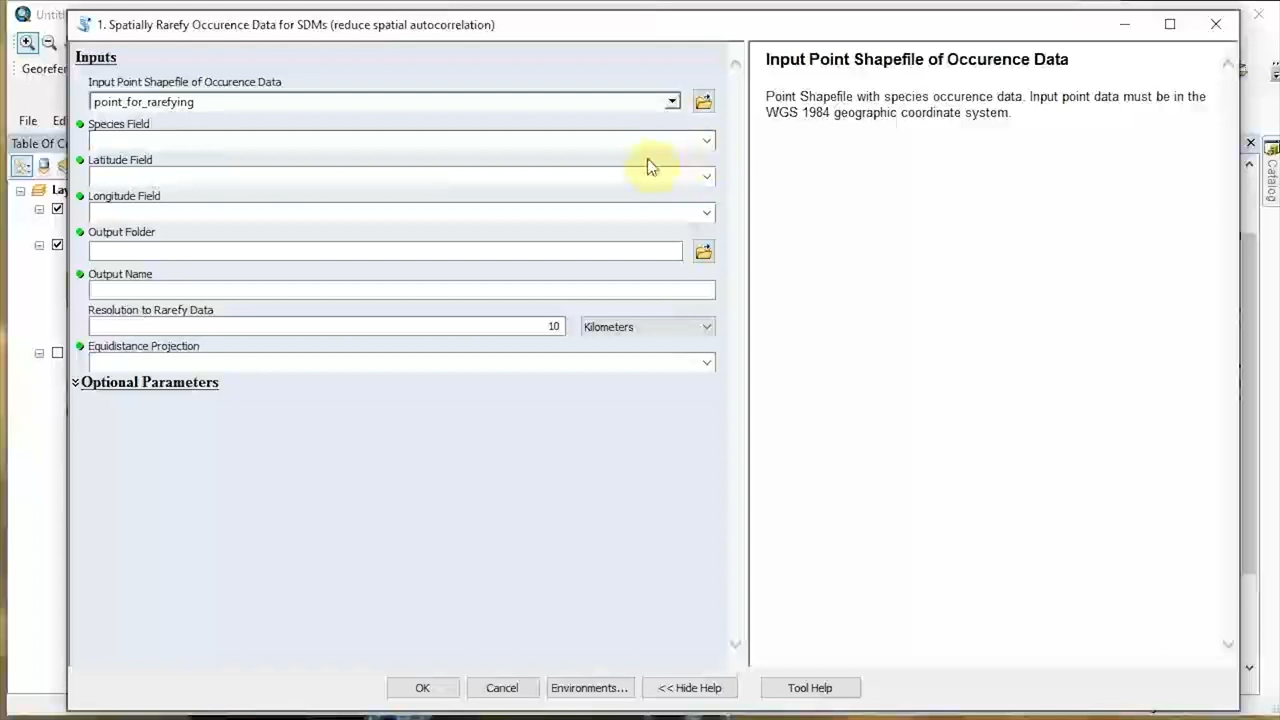 Untit
1. Spatially Rarefy Occurence Data for SDMs (reduce spatial autocorrelation)
Georefer
File Ed
Table Of C
Lay
Inputs
Input Point Shapefile of Occurence Data
point_for_rarefying
Species Field
Latitude Field
Longitude Field
Output Folder
Output Name
Resolution to Rarefy Data
10 Kilometers
Equidistance Projection
Optional Parameters
OK Cancel Environments... << Hide Help Tool Help
Input Point Shapefile of Occurence Data
Point Shapefile with species occurence data. Input point data must be in the
WGS 1984 geographic coordinate system.
Catalog